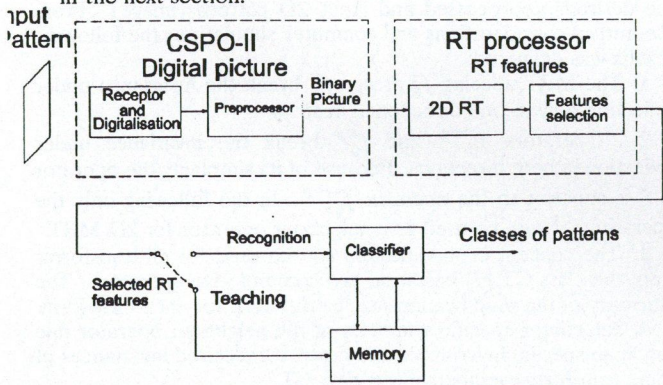 in the next section.
Input
Pattern
CSPO-II
Digital picture
Receptor
and
Digitalisation
Preprocessor
Binary
Picture
RT processor
RT features
2D RT
Features
selection
Recognition
Selected RT
features
Teaching
Classifier
Memory
Classes of patterns